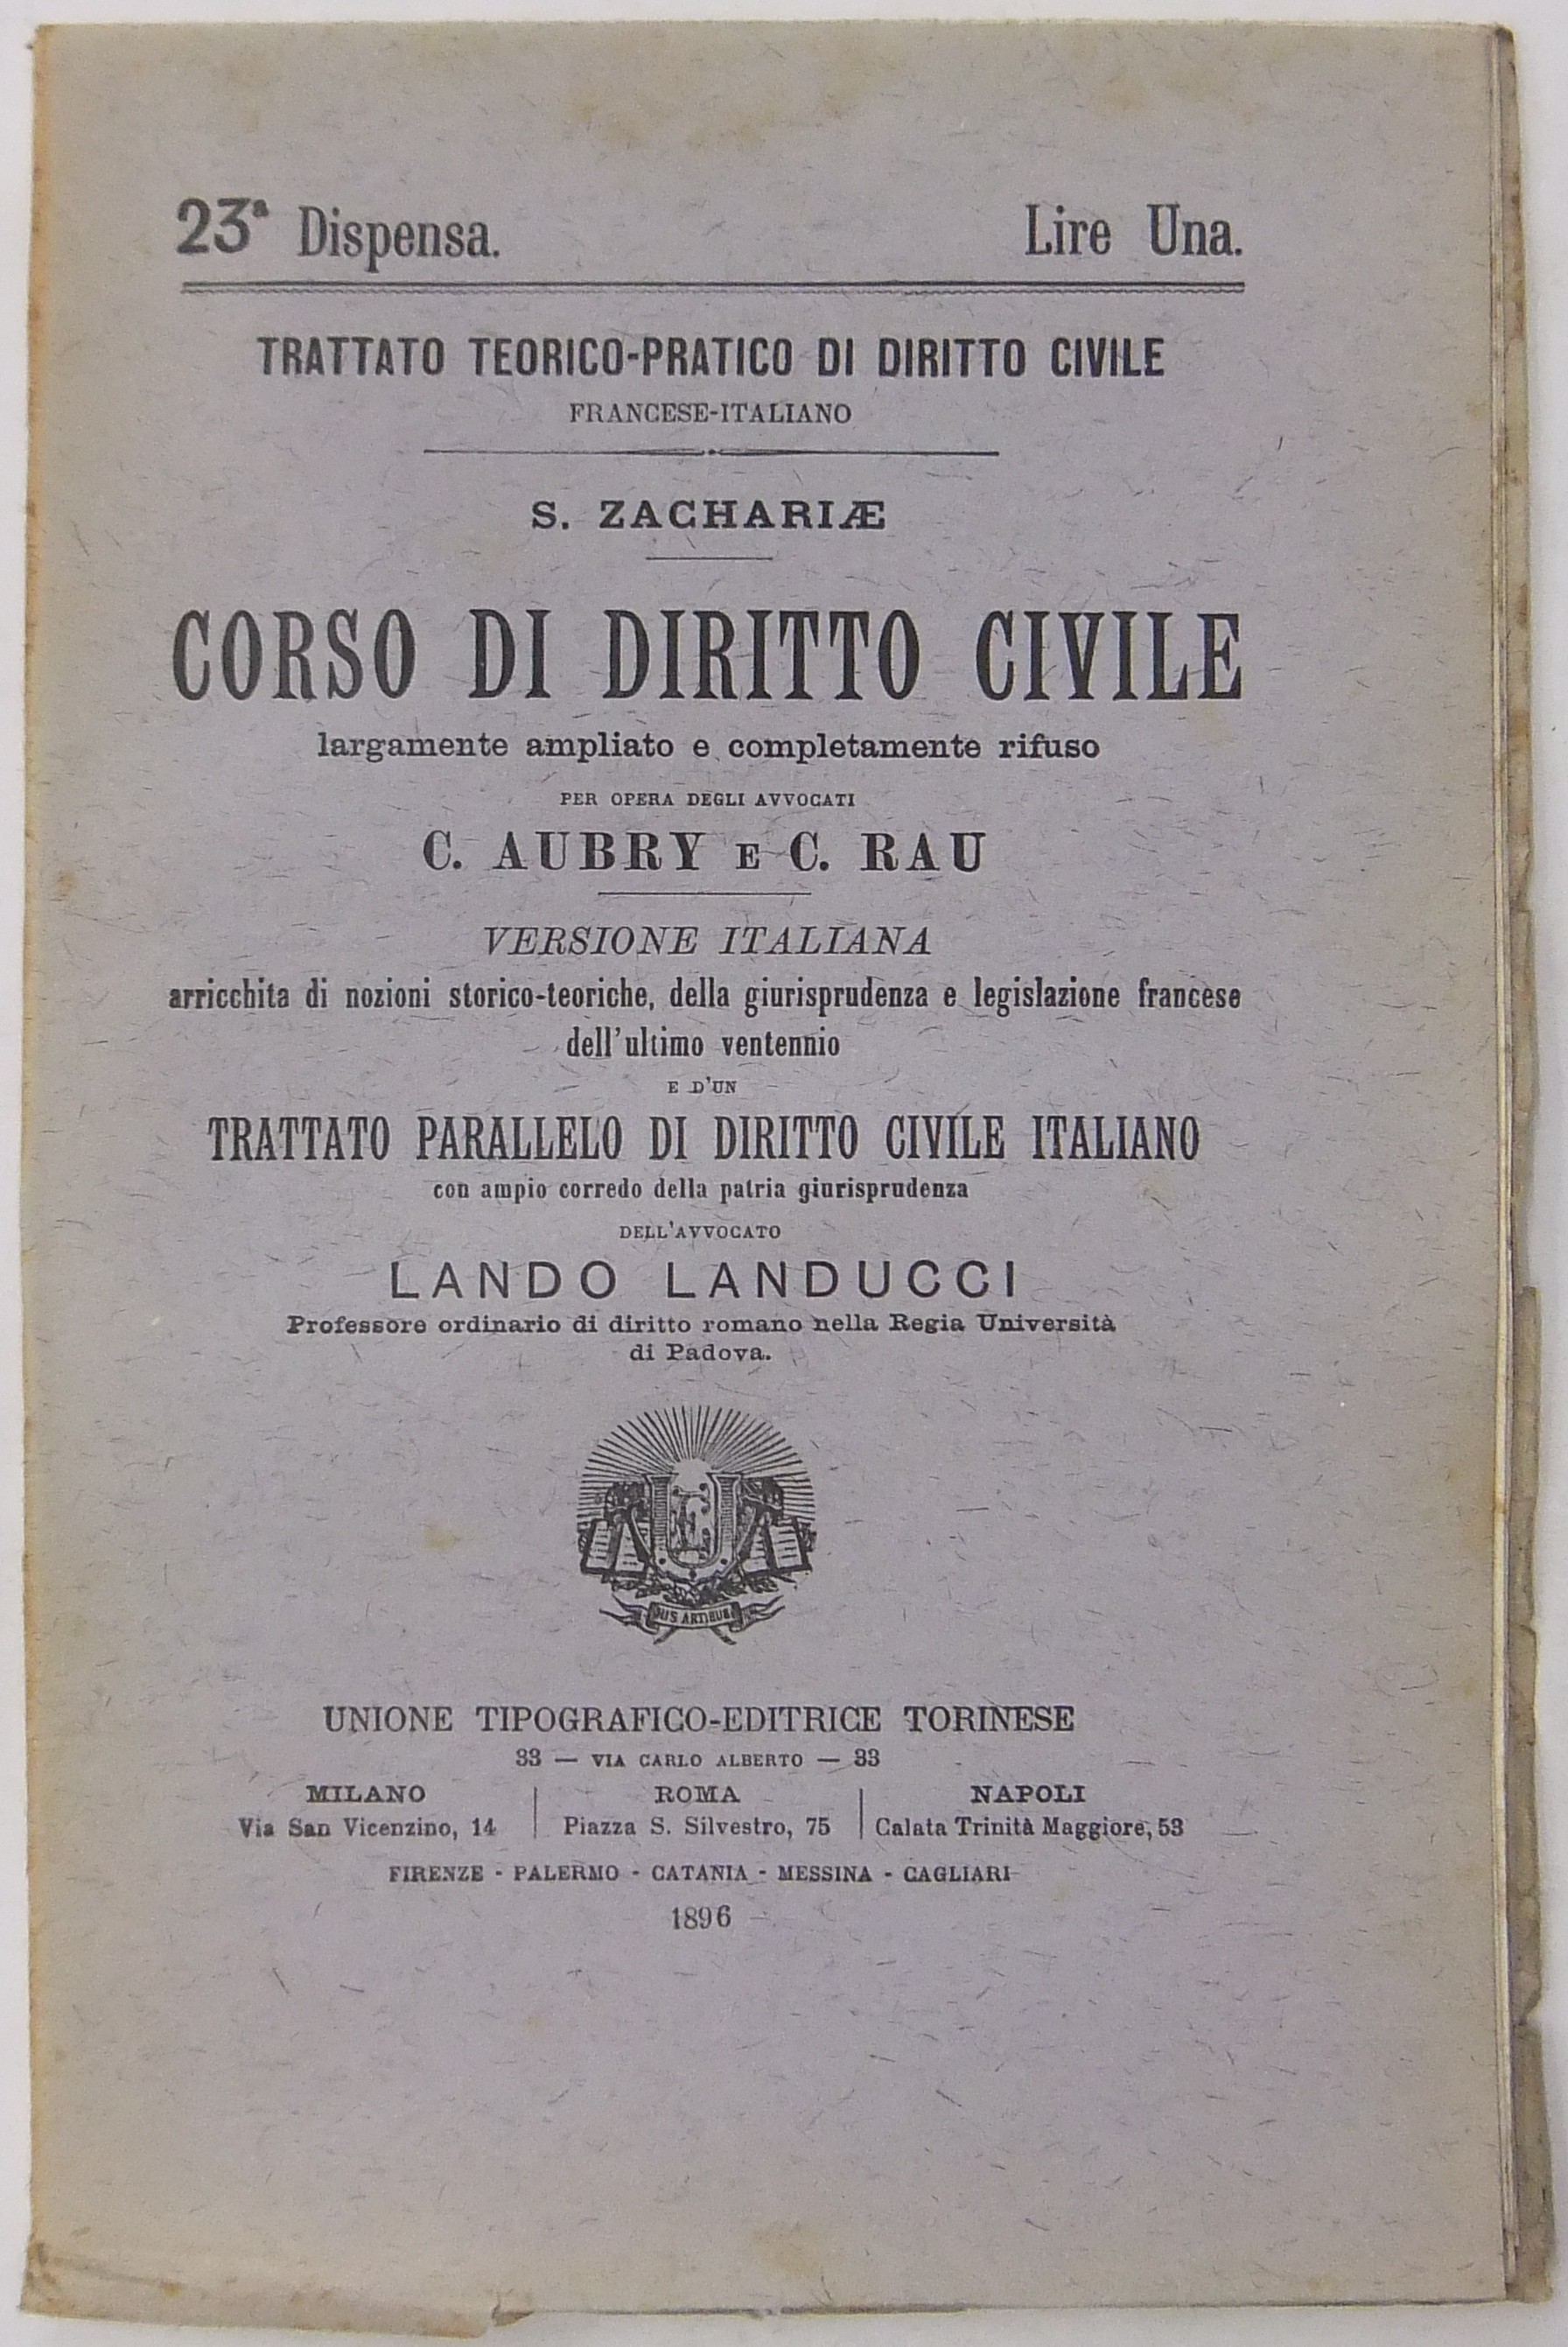 23ª Dispensa. Lire Una.
TRATTATO TEORICO-PRATICO DI DIRITTO CIVILE
FRANCESE-ITALIANO
S. ZACHARIÆ
CORSO DI DIRITTO CIVILE
largamente ampliato e completamente rifuso
PER OPERA DEGLI AVVOCATI
C. AUBRY E C. RAU
VERSIONE ITALIANA
arricchita di nozioni storico-teoriche, della giurisprudenza e legislazione francese
dell'ultimo ventennio
E D'UN
TRATTATO PARALLELO DI DIRITTO CIVILE ITALIANO
con ampio corredo della patria giurisprudenza
DELL'AVVOCATO
LANDO LANDUCCI
Professore ordinario di diritto romano nella Regia Università
di Padova.
ARTIBUS
UNIONE TIPOGRAFICO-EDITRICE TORINESE
33 — VIA CARLO ALBERTO — 33
MILANO ROMA NAPOLI
Via San Vicenzino, 14 Piazza S. Silvestro, 75 Calata Trinità Maggiore, 53
FIRENZE - PALERMO - CATANIA - MESSINA - CAGLIARI
1896